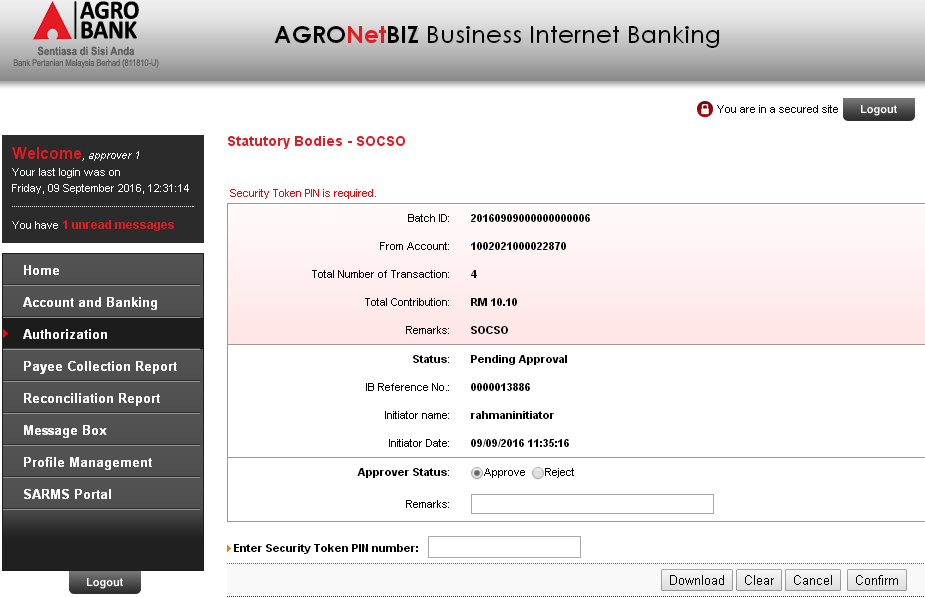 AGRO
BANK
Sentiasa di Sisi Anda
Bank Pertanian Malaysia Berhad (811810-U)
AGRONetBIZ Business Internet Banking
You are in a secured site
Logout
Welcome, approver 1
Your last login was on
Friday, 09 September 2016, 12:31:14
You have 1 unread messages
Home
Account and Banking
Authorization
Payee Collection Report
Reconciliation Report
Message Box
Profile Management
SARMS Portal
Logout
Statutory Bodies - SOCSO
Security Token PIN is required.
Batch ID: 20160909000000000006
From Account: 1002021000022870
Total Number of Transaction: 4
Total Contribution: RM 10.10
Remarks: SOCSO
Status: Pending Approval
IB Reference No.: 0000013886
Initiator name: rahmaninitiator
Initiator Date: 09/09/2016 11:35:16
Approver Status: Approve Reject
Remarks:
Enter Security Token PIN number:
Download Clear Cancel Confirm